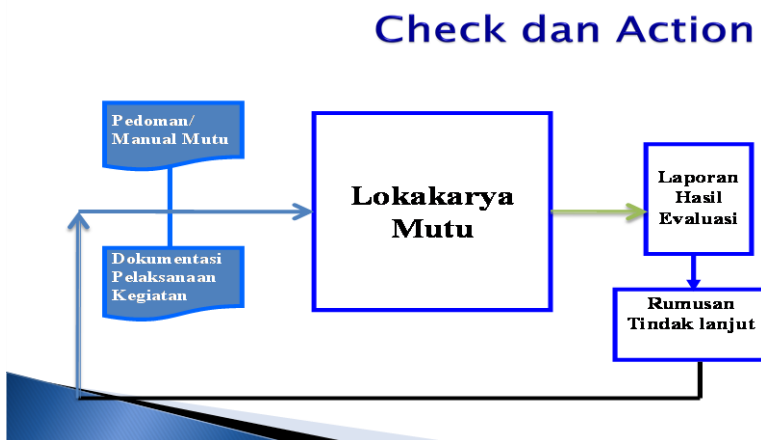 Check dan Action
Pedoman/
Manual Mutu
Lokakarya
Mutu
Laporan
Hasil
Evaluasi
Dokumentasi
Pelaksanaan
Kegiatan
Rumusan
Tindak lanjut